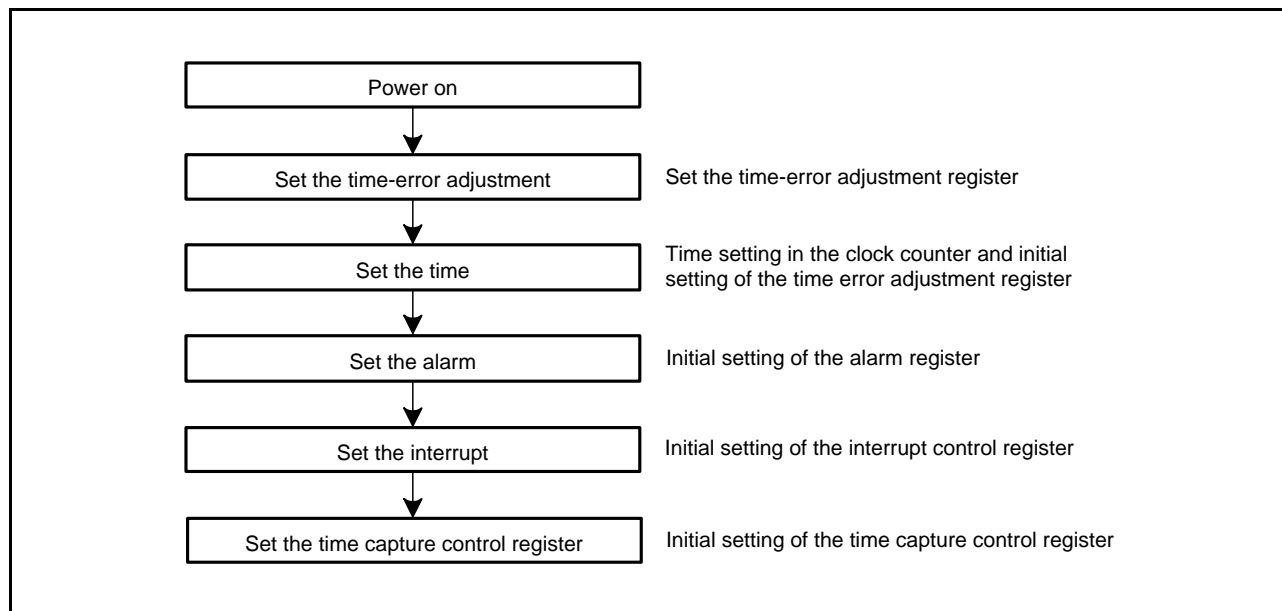 Power on
Set the time-error adjustment
Set the time-error adjustment register
Set the time
Time setting in the clock counter and initial
setting of the time error adjustment register
Set the alarm
Initial setting of the alarm register
Set the interrupt
Initial setting of the interrupt control register
Set the time capture control register
Initial setting of the time capture control register